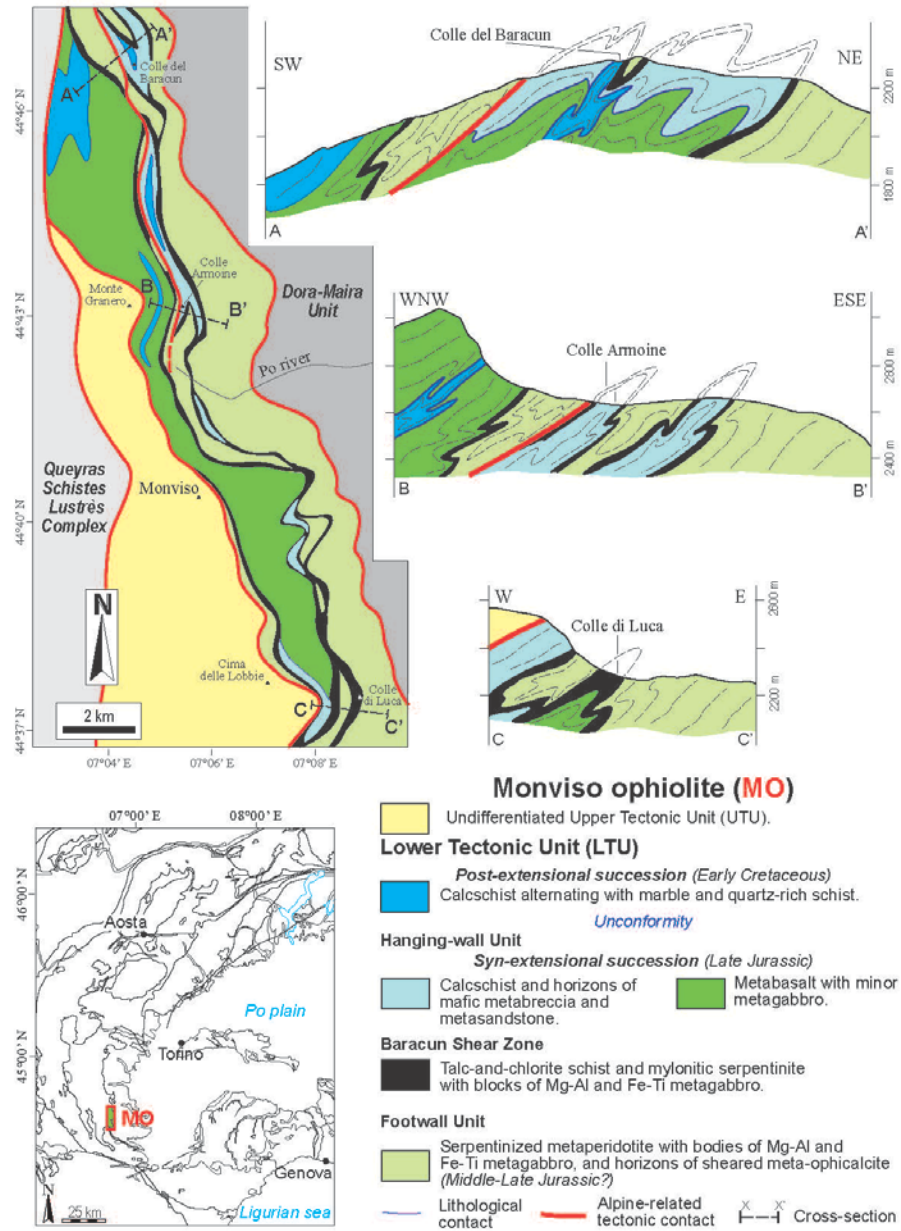 A'
Colle del
Baracun
A
44°46' N
44°43' N
44°40' N
44°37' N
Monte
Granero
B
Colle
Armoine
B'
Dora-Maira
Unit
Po river
Queyras
Schistes
Lustrès
Complex
Monviso
N
2 km
Cima
delle Lobbie
Colle
di Luca
C
C'
07°04' E
07°06' E
07°08' E
SW
Colle del Baracun
NE
2200
1800 m
A
A'
WNW
ESE
Colle Armoine
2800
2400 m
B
B'
W
E
2600 m
Colle di Luca
2200
C
C'
07°00' E
08°00' E
46°00' N
45°00' N
Aosta
Po plain
Torino
MO
Genova
Ligurian sea
N
25 km
Monviso ophiolite (MO)
Undifferentiated Upper Tectonic Unit (UTU).
Lower Tectonic Unit (LTU)
Post-extensional succession (Early Cretaceous)
Calcschist alternating with marble and quartz-rich schist.
Unconformity
Hanging-wall Unit
Syn-extensional succession (Late Jurassic)
Calcschist and horizons of
mafic metabreccia and
metasandstone.
Metabasalt with minor
metagabbro.
Baracun Shear Zone
Talc-and-chlorite schist and mylonitic serpentinite
with blocks of Mg-Al and Fe-Ti metagabbro.
Footwall Unit
Serpentinized metaperidotite with bodies of Mg-Al and
Fe-Ti metagabbro, and horizons of sheared meta-ophicalcite
(Middle-Late Jurassic?)
Lithological
contact
Alpine-related
tectonic contact
X X'
Cross-section